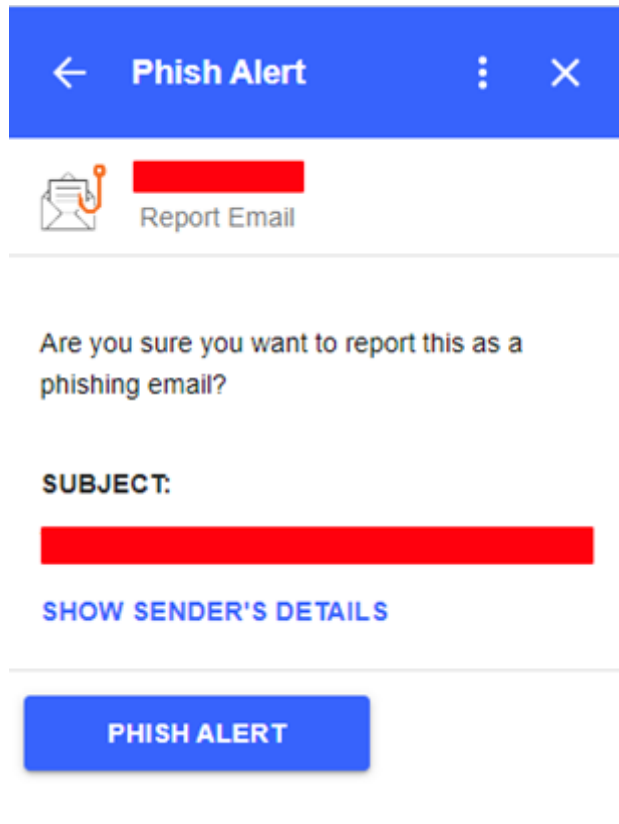 Phish Alert
Report Email
Are you sure you want to report this as a
phishing email?
SUBJECT:
SHOW SENDER'S DETAILS
PHISH ALERT